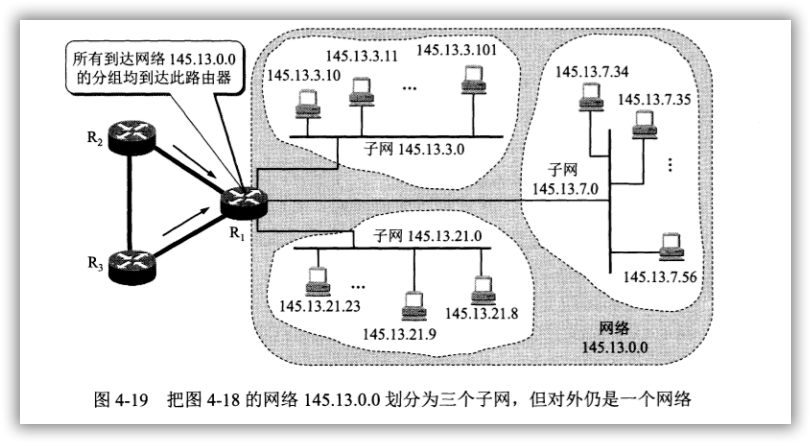 所有到达网络 145.13.0.0
的分组均到达此路由器
145.13.3.10
145.13.3.11
...
145.13.3.101
子网 145.13.3.0
R₂
R₁
R₃
145.13.7.34
145.13.7.35
子网
145.13.7.0
⋮
145.13.7.56
子网 145.13.21.0
145.13.21.23
...
145.13.21.9
145.13.21.8
网络
145.13.0.0
图 4-19 把图 4-18 的网络 145.13.0.0 划分为三个子网，但对外仍是一个网络